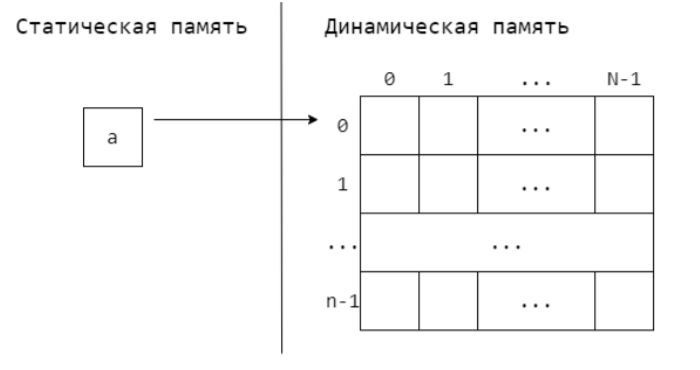 Статическая память
Динамическая память
0 1 ... N-1
a
0 ...
1 ...
... ...
n-1 ...